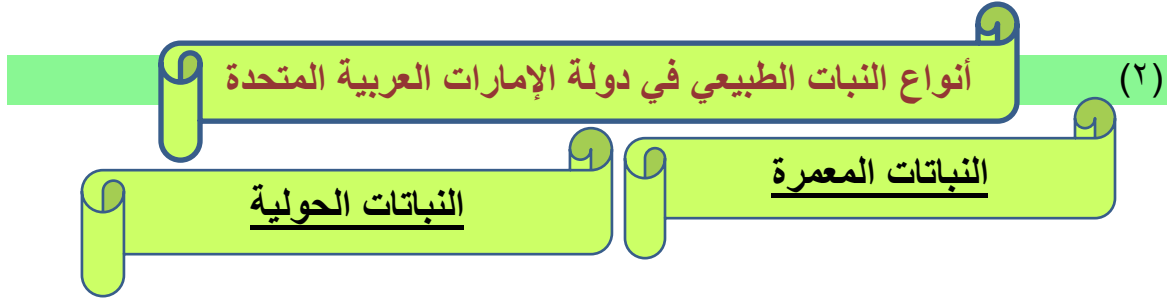 (٢)
أنواع النبات الطبيعي في دولة الإمارات العربية المتحدة
النباتات المعمرة
النباتات الحولية